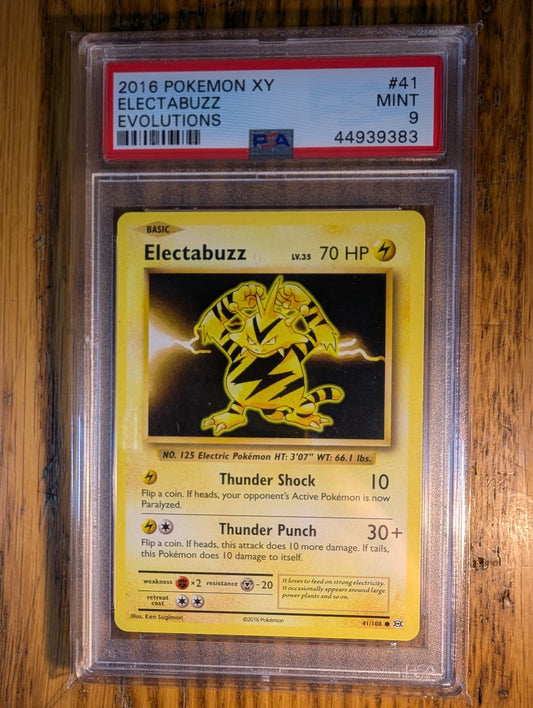 2016 POKEMON XY #41
ELECTABUZZ MINT
EVOLUTIONS 9
PSA 44939383
BASIC
Electabuzz LV.35 70 HP
NO. 125 Electric Pokémon HT: 3'07" WT: 66.1 lbs.
Thunder Shock 10
Flip a coin. If heads, your opponent's Active Pokémon is now
Paralyzed.
Thunder Punch 30+
Flip a coin. If heads, this attack does 10 more damage. If tails,
this Pokémon does 10 damage to itself.
weakness ×2 resistance -20
retreat
cost
It loves to feed on strong electricity.
It occasionally appears around large
power plants and so on.
Illus. Ken Sugimori ©2016 Pokémon 41/108